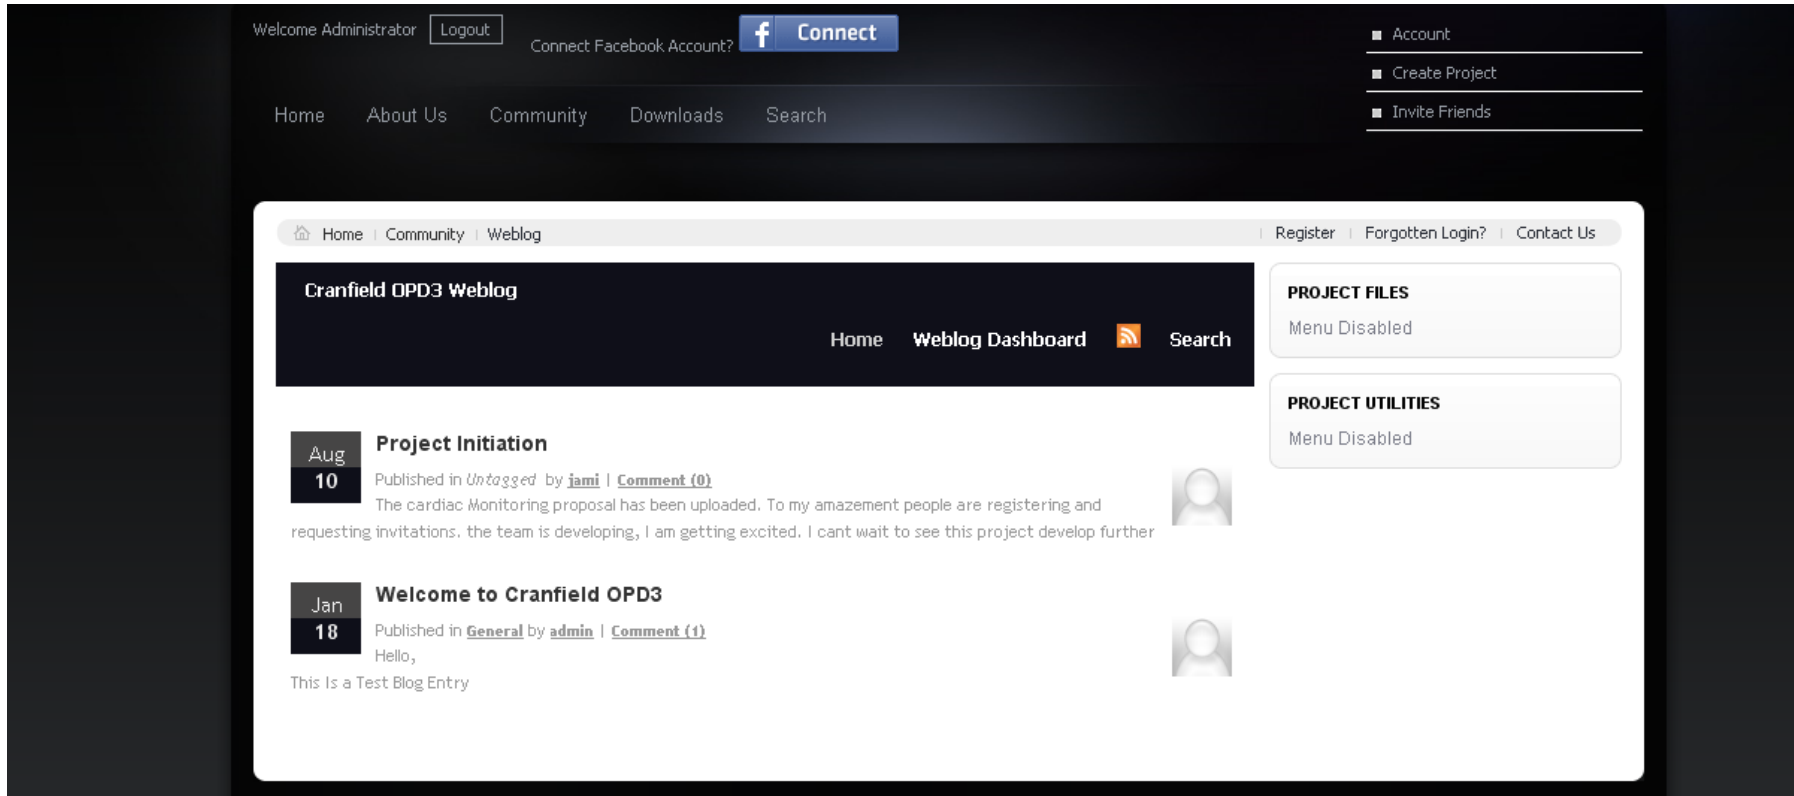 Welcome Administrator Logout Connect Facebook Account? f Connect
Account
Create Project
Invite Friends
Home About Us Community Downloads Search
Home Community Weblog Register Forgotten Login? Contact Us
Cranfield OPD3 Weblog
Home Weblog Dashboard Search
PROJECT FILES
Menu Disabled
PROJECT UTILITIES
Menu Disabled
Aug
10
Project Initiation
Published in Untagged by jami | Comment (0)
The cardiac Monitoring proposal has been uploaded. To my amazement people are registering and
requesting invitations. the team is developing, I am getting excited. I cant wait to see this project develop further
Jan
18
Welcome to Cranfield OPD3
Published in General by admin | Comment (1)
Hello,
This Is a Test Blog Entry